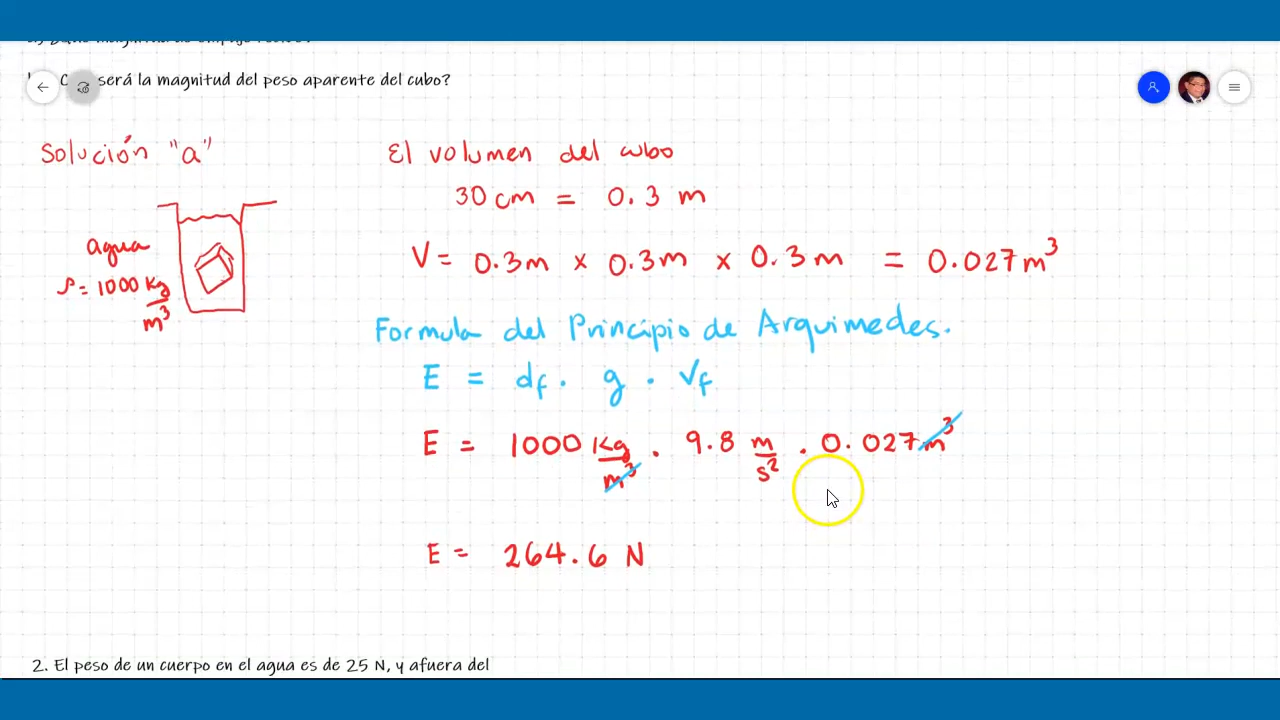 será la magnitud del peso aparente del cubo?
Solución "a"
El volumen del cubo
30 cm = 0.3 m
agua
ρ = 1000 Kg/m³
V = 0.3m x 0.3m x 0.3m = 0.027m³
Formula del Principio de Arquimedes.
E = df . g . Vf
E = 1000 Kg/m³ . 9.8 m/s² . 0.027m³
E = 264.6 N
2. El peso de un cuerpo en el agua es de 25 N, y afuera del